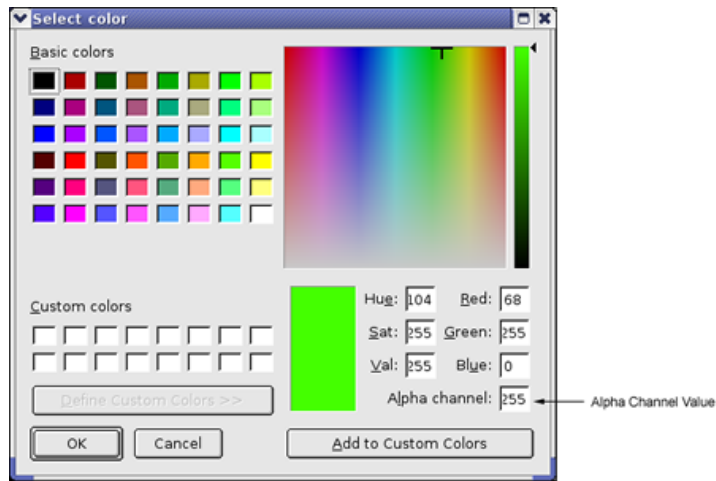 Select color
Basic colors
Custom colors
Define Custom Colors >>
OK
Cancel
Hue: 104
Red: 68
Sat: 255
Green: 255
Val: 255
Blue: 0
Alpha channel: 255
Alpha Channel Value
Add to Custom Colors